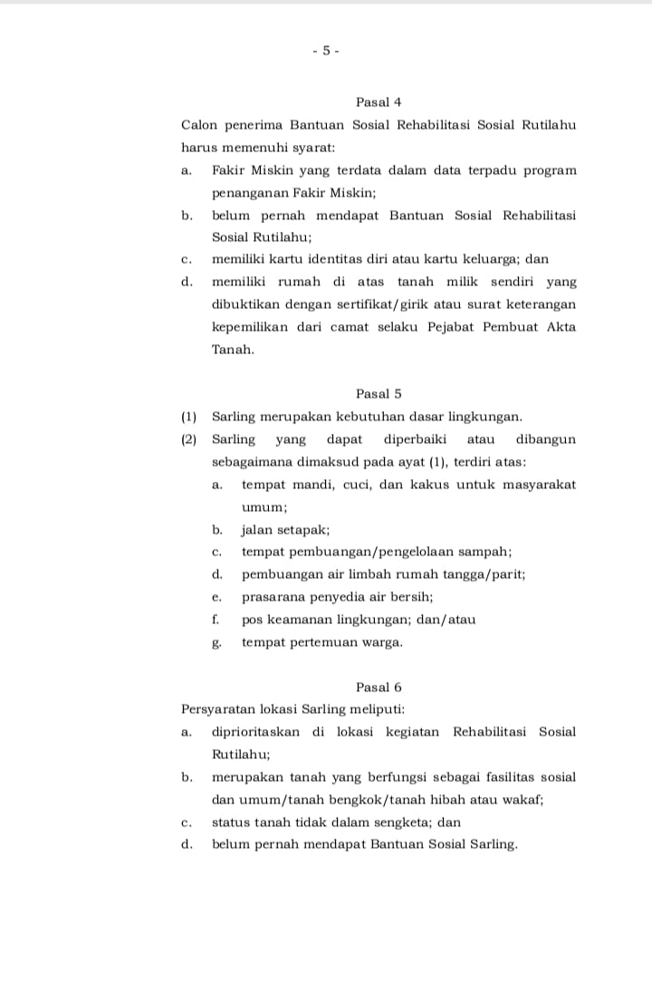 - 5 -
Pasal 4
Calon penerima Bantuan Sosial Rehabilitasi Sosial Rutilahu
harus memenuhi syarat:
a. Fakir Miskin yang terdata dalam data terpadu program
penanganan Fakir Miskin;
b. belum pernah mendapat Bantuan Sosial Rehabilitasi
Sosial Rutilahu;
c. memiliki kartu identitas diri atau kartu keluarga; dan
d. memiliki rumah di atas tanah milik sendiri yang
dibuktikan dengan sertifikat/girik atau surat keterangan
kepemilikan dari camat selaku Pejabat Pembuat Akta
Tanah.
Pasal 5
(1) Sarling merupakan kebutuhan dasar lingkungan.
(2) Sarling yang dapat diperbaiki atau dibangun
sebagaimana dimaksud pada ayat (1), terdiri atas:
a. tempat mandi, cuci, dan kakus untuk masyarakat
umum;
b. jalan setapak;
c. tempat pembuangan/pengelolaan sampah;
d. pembuangan air limbah rumah tangga/parit;
e. prasarana penyedia air bersih;
f. pos keamanan lingkungan; dan/atau
g. tempat pertemuan warga.
Pasal 6
Persyaratan lokasi Sarling meliputi:
a. diprioritaskan di lokasi kegiatan Rehabilitasi Sosial
Rutilahu;
b. merupakan tanah yang berfungsi sebagai fasilitas sosial
dan umum/tanah bengkok/tanah hibah atau wakaf;
c. status tanah tidak dalam sengketa; dan
d. belum pernah mendapat Bantuan Sosial Sarling.